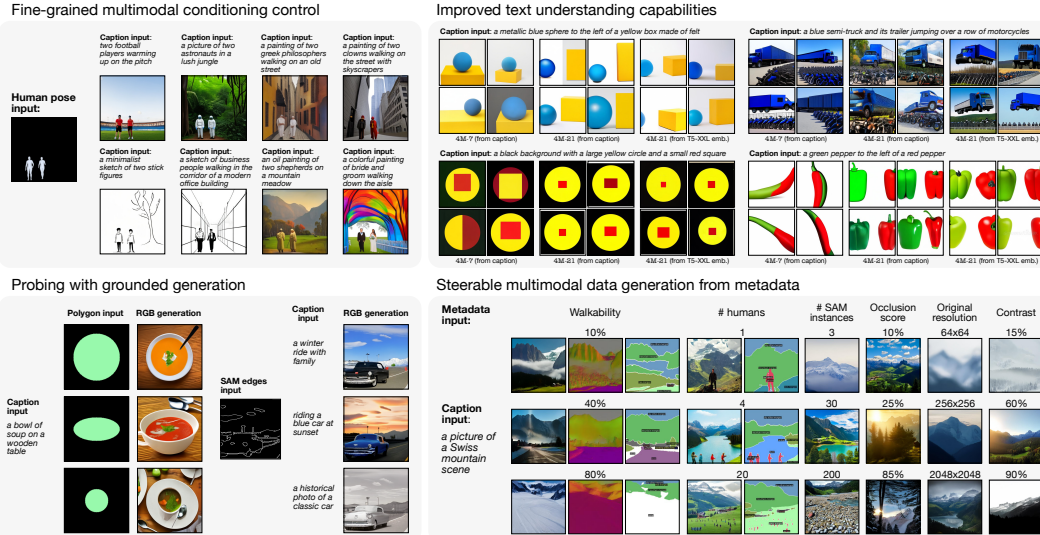 Fine-grained multimodal conditioning control
Caption input:
two football
players warming
up on the pitch
Caption input:
a picture of two
astronauts in a
lush jungle
Caption input:
a painting of two
greek philosophers
walking on an old
street
Caption input:
a painting of two
clowns walking on
the street with
skyscrapers
Human pose
input:
Caption input:
a minimalist
sketch of two stick
figures
Caption input:
a sketch of business
people walking in the
corridor of a modern
office building
Caption input:
an oil painting of
two shepherds on
a mountain
meadow
Caption input:
a colorful painting
of bride and
groom walking
down the aisle
Improved text understanding capabilities
Caption input: a metallic blue sphere to the left of a yellow box made of felt
4M-7 (from caption)
4M-21 (from caption)
4M-21 (from T5-XXL emb.)
Caption input: a blue semi-truck and its trailer jumping over a row of motorcycles
4M-7 (from caption)
4M-21 (from caption)
4M-21 (from T5-XXL emb.)
Caption input: a black background with a large yellow circle and a small red square
4M-7 (from caption)
4M-21 (from caption)
4M-21 (from T5-XXL emb.)
Caption input: a green pepper to the left of a red pepper
4M-7 (from caption)
4M-21 (from caption)
4M-21 (from T5-XXL emb.)
Probing with grounded generation
Polygon input
RGB generation
Caption
input
a bowl of
soup on a
wooden
table
SAM edges
input
Caption
input
RGB generation
a winter
ride with
family
riding a
blue car at
sunset
a historical
photo of a
classic car
Steerable multimodal data generation from metadata
Metadata
input:
Walkability
# humans
# SAM
instances
Occlusion
score
Original
resolution
Contrast
10%
1
3
10%
64x64
15%
Caption
input:
a picture of
a Swiss
mountain
scene
40%
4
30
25%
256x256
60%
80%
20
200
85%
2048x2048
90%